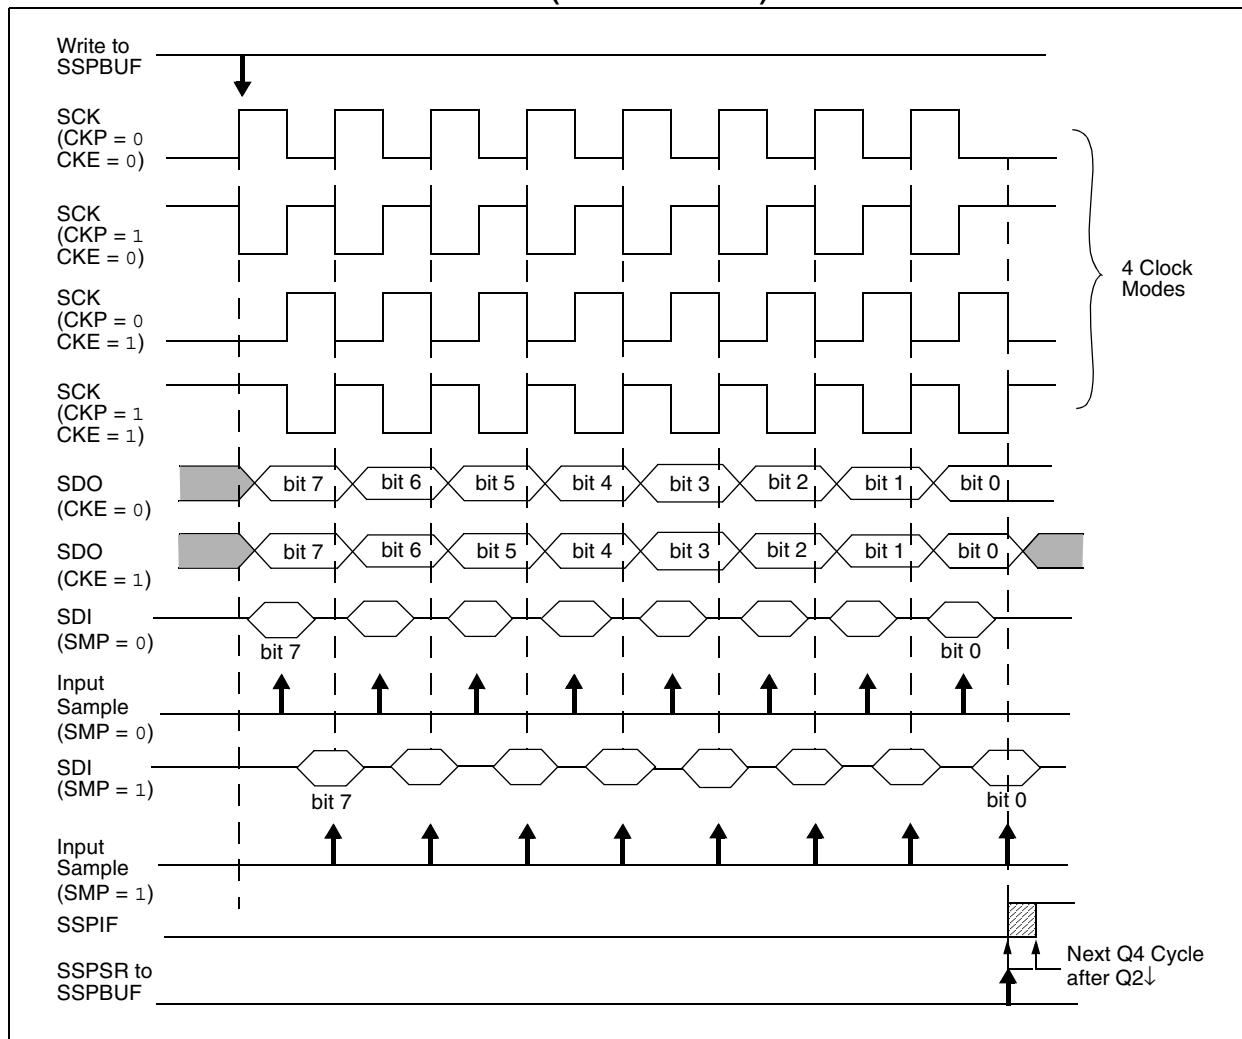 Write to
SSPBUF
SCK
(CKP = 0
CKE = 0)
SCK
(CKP = 1
CKE = 0)
4 Clock
Modes
SCK
(CKP = 0
CKE = 1)
SCK
(CKP = 1
CKE = 1)
SDO
(CKE = 0)
bit 7 bit 6 bit 5 bit 4 bit 3 bit 2 bit 1 bit 0
SDO
(CKE = 1)
bit 7 bit 6 bit 5 bit 4 bit 3 bit 2 bit 1 bit 0
SDI
(SMP = 0)
bit 7 bit 0
Input
Sample
(SMP = 0)
SDI
(SMP = 1)
bit 7 bit 0
Input
Sample
(SMP = 1)
SSPIF
Next Q4 Cycle
after Q2↓
SSPSR to
SSPBUF